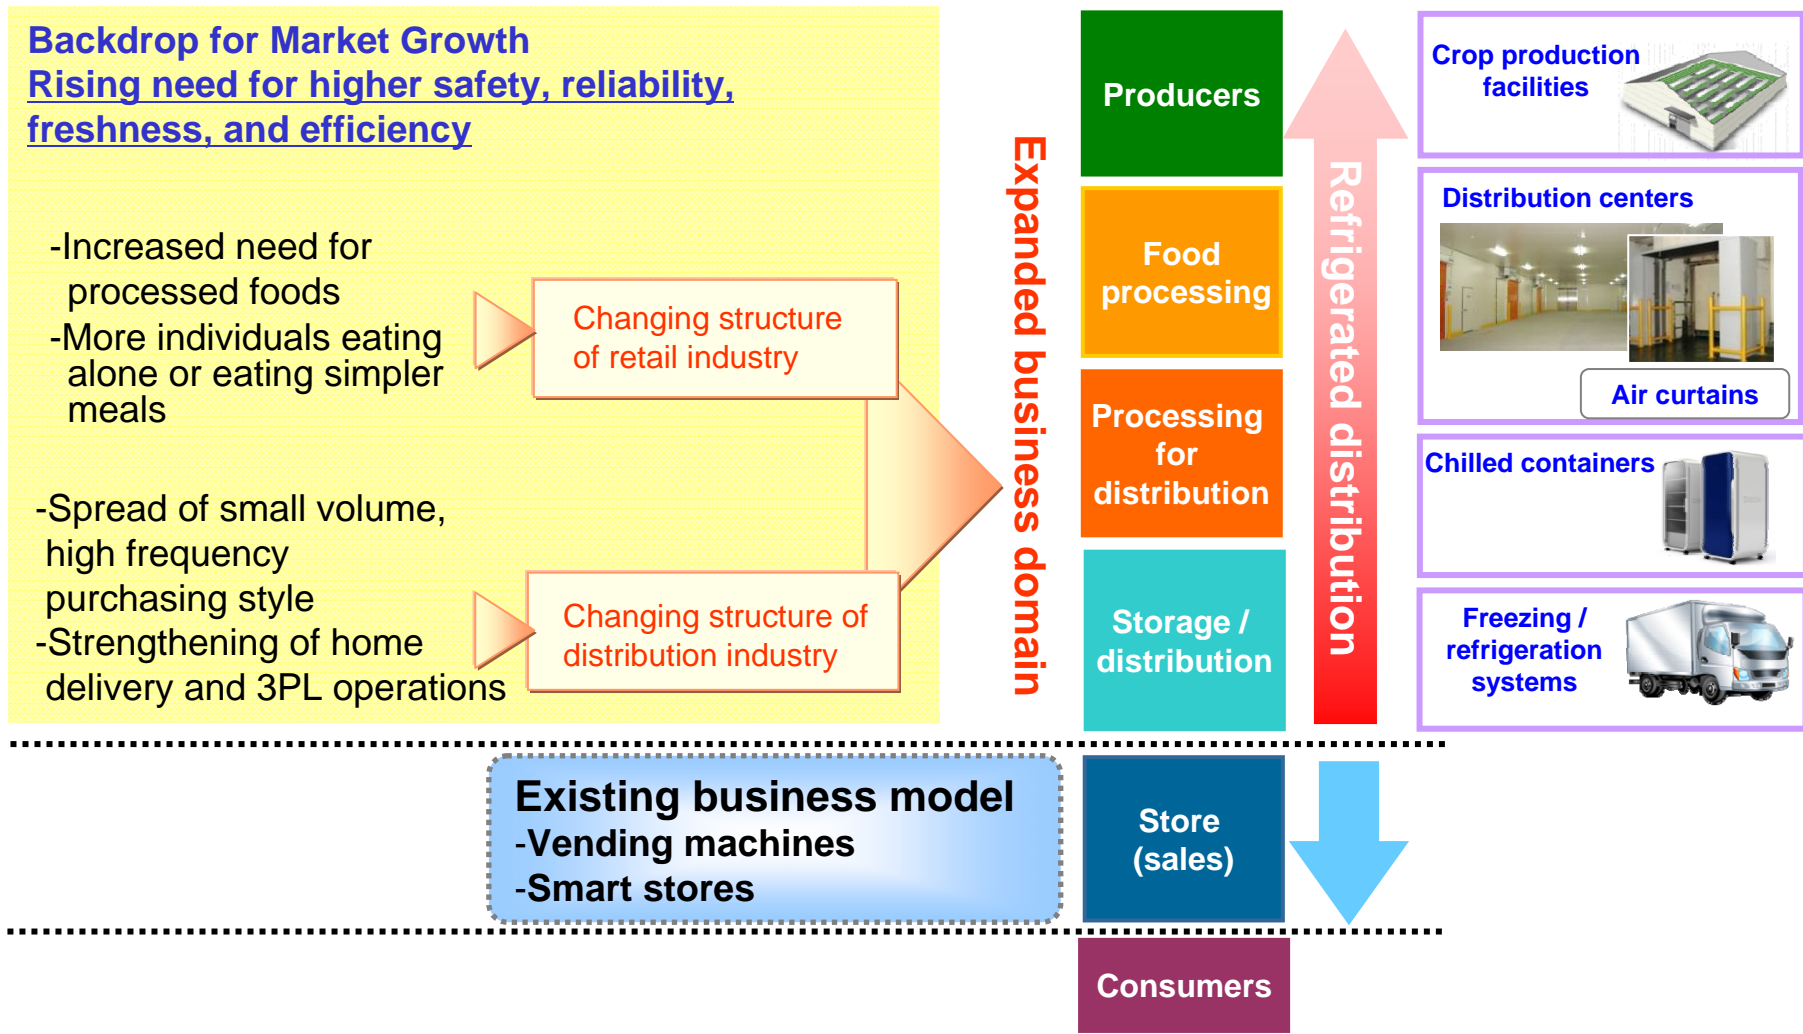 Backdrop for Market Growth
Rising need for higher safety, reliability,
freshness, and efficiency
-Increased need for
processed foods
-More individuals eating
alone or eating simpler
meals
Changing structure
of retail industry
-Spread of small volume,
high frequency
purchasing style
-Strengthening of home
delivery and 3PL operations
Changing structure of
distribution industry
Expanded business domain
Producers
Food
processing
Processing
for
distribution
Storage /
distribution
Refrigerated distribution
Crop production
facilities
Distribution centers
Air curtains
Chilled containers
Freezing /
refrigeration
systems
Existing business model
-Vending machines
-Smart stores
Store
(sales)
Consumers